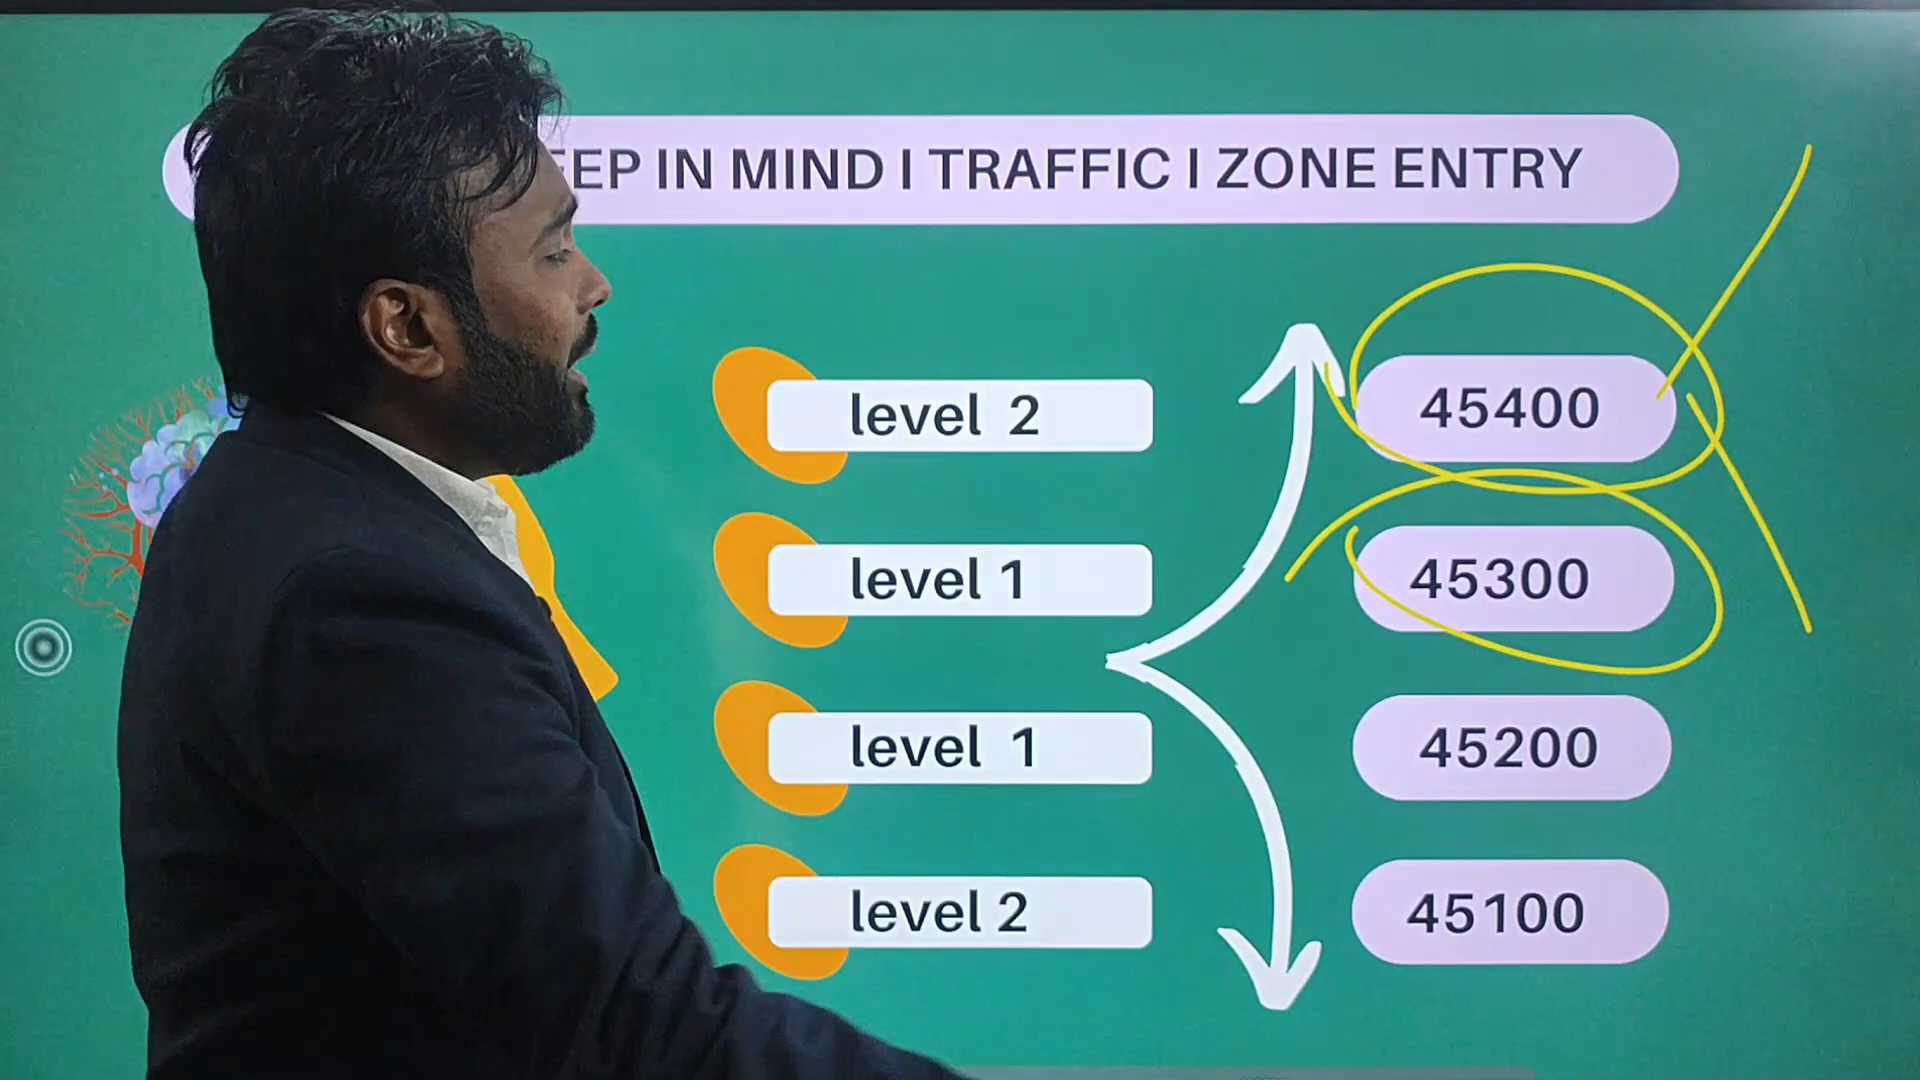 EEP IN MIND I TRAFFIC I ZONE ENTRY
level 2 45400
level 1 45300
level 1 45200
level 2 45100